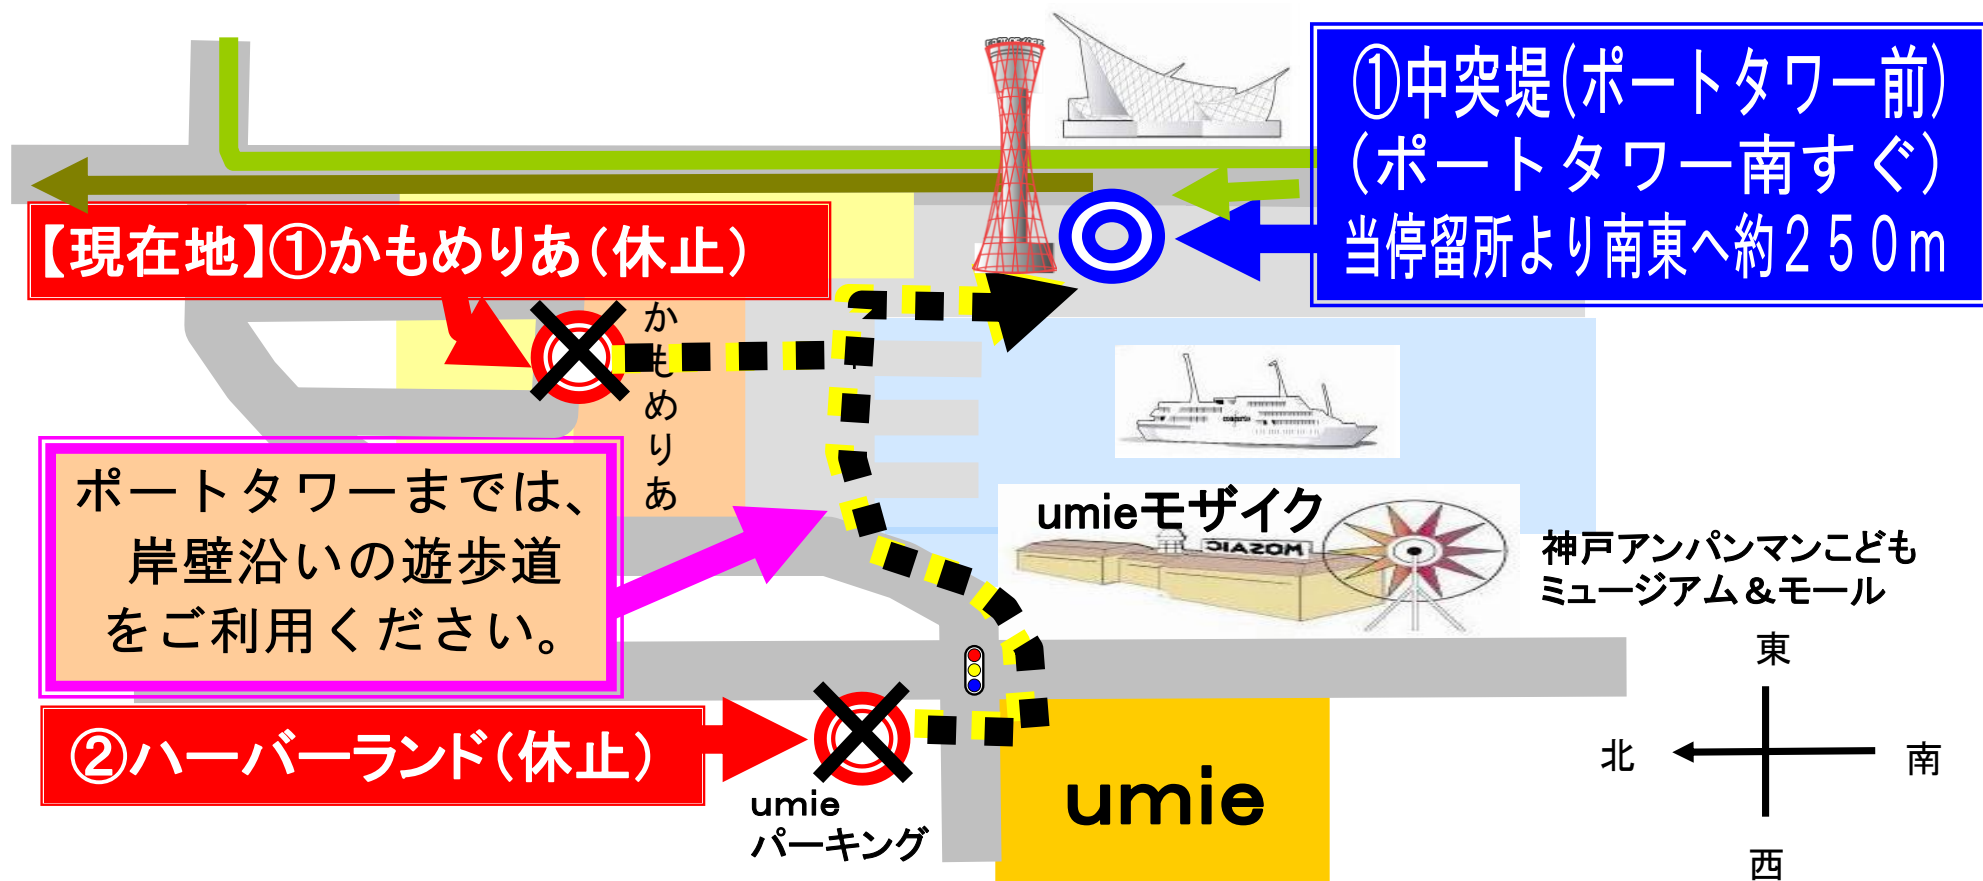 ①中突堤(ポートタワー前)
(ポートタワー南すぐ)
当停留所より南東へ約250m
【現在地】①かもめりあ(休止)
かもめりあ
ポートタワーまでは、
岸壁沿いの遊歩道
をご利用ください。
umieモザイク
MOSAIC
神戸アンパンマンこども
ミュージアム&モール
②ハーバーランド(休止)
umie
パーキング
umie
東
北
南
西